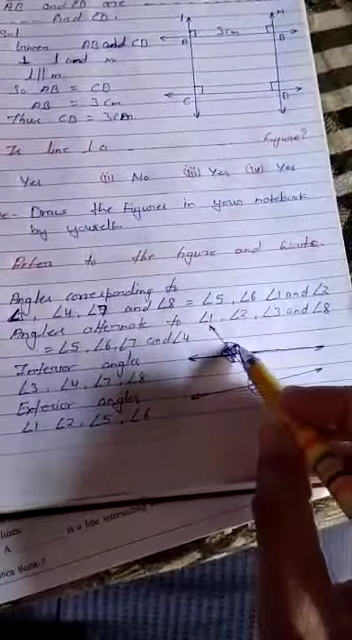 AB and CD are
Find CD.
Sol
Given AB and CD
⊥ l and m
l || m
So AB = CD
AB = 3 cm
Thus CD = 3 cm
l
M
3cm
A
B
C
D
Is line l a Figure?
Yes (ii) No (iii) Yes (iv) Yes
Draw the figures in your notebook
by yourself.
Refer to the figure and write.
Angles corresponding to
∠1, ∠4, ∠7 and ∠8 = ∠5, ∠6 ∠1 and ∠2
Angles alternate to ∠1, ∠2, ∠3 and ∠8
= ∠5, ∠6, ∠7 and ∠4
Interior angles
∠3, ∠4, ∠7, ∠8
Exterior angles
∠1 ∠2, ∠5, ∠6
lines
is a line intersecting
A
Book?